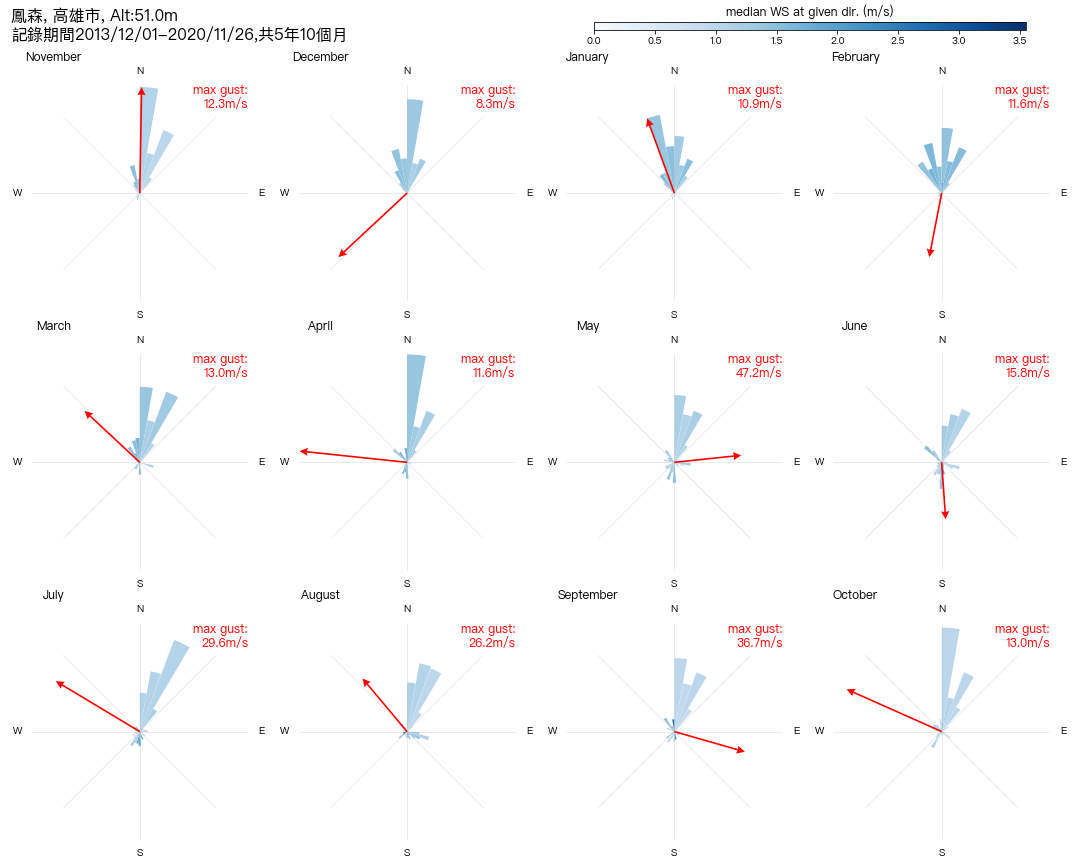 鳳森, 高雄市, Alt:51.0m
記錄期間2013/12/01−2020/11/26,共5年10個月
median WS at given dir. (m/s)
0.0 0.5 1.0 1.5 2.0 2.5 3.0 3.5
November
N
max gust:
12.3m/s
W
E
S
December
N
max gust:
8.3m/s
W
E
S
January
N
max gust:
10.9m/s
W
E
S
February
N
max gust:
11.6m/s
W
E
S
March
N
max gust:
13.0m/s
W
E
S
April
N
max gust:
11.6m/s
W
E
S
May
N
max gust:
47.2m/s
W
E
S
June
N
max gust:
15.8m/s
W
E
S
July
N
max gust:
29.6m/s
W
E
S
August
N
max gust:
26.2m/s
W
E
S
September
N
max gust:
36.7m/s
W
E
S
October
N
max gust:
13.0m/s
W
E
S